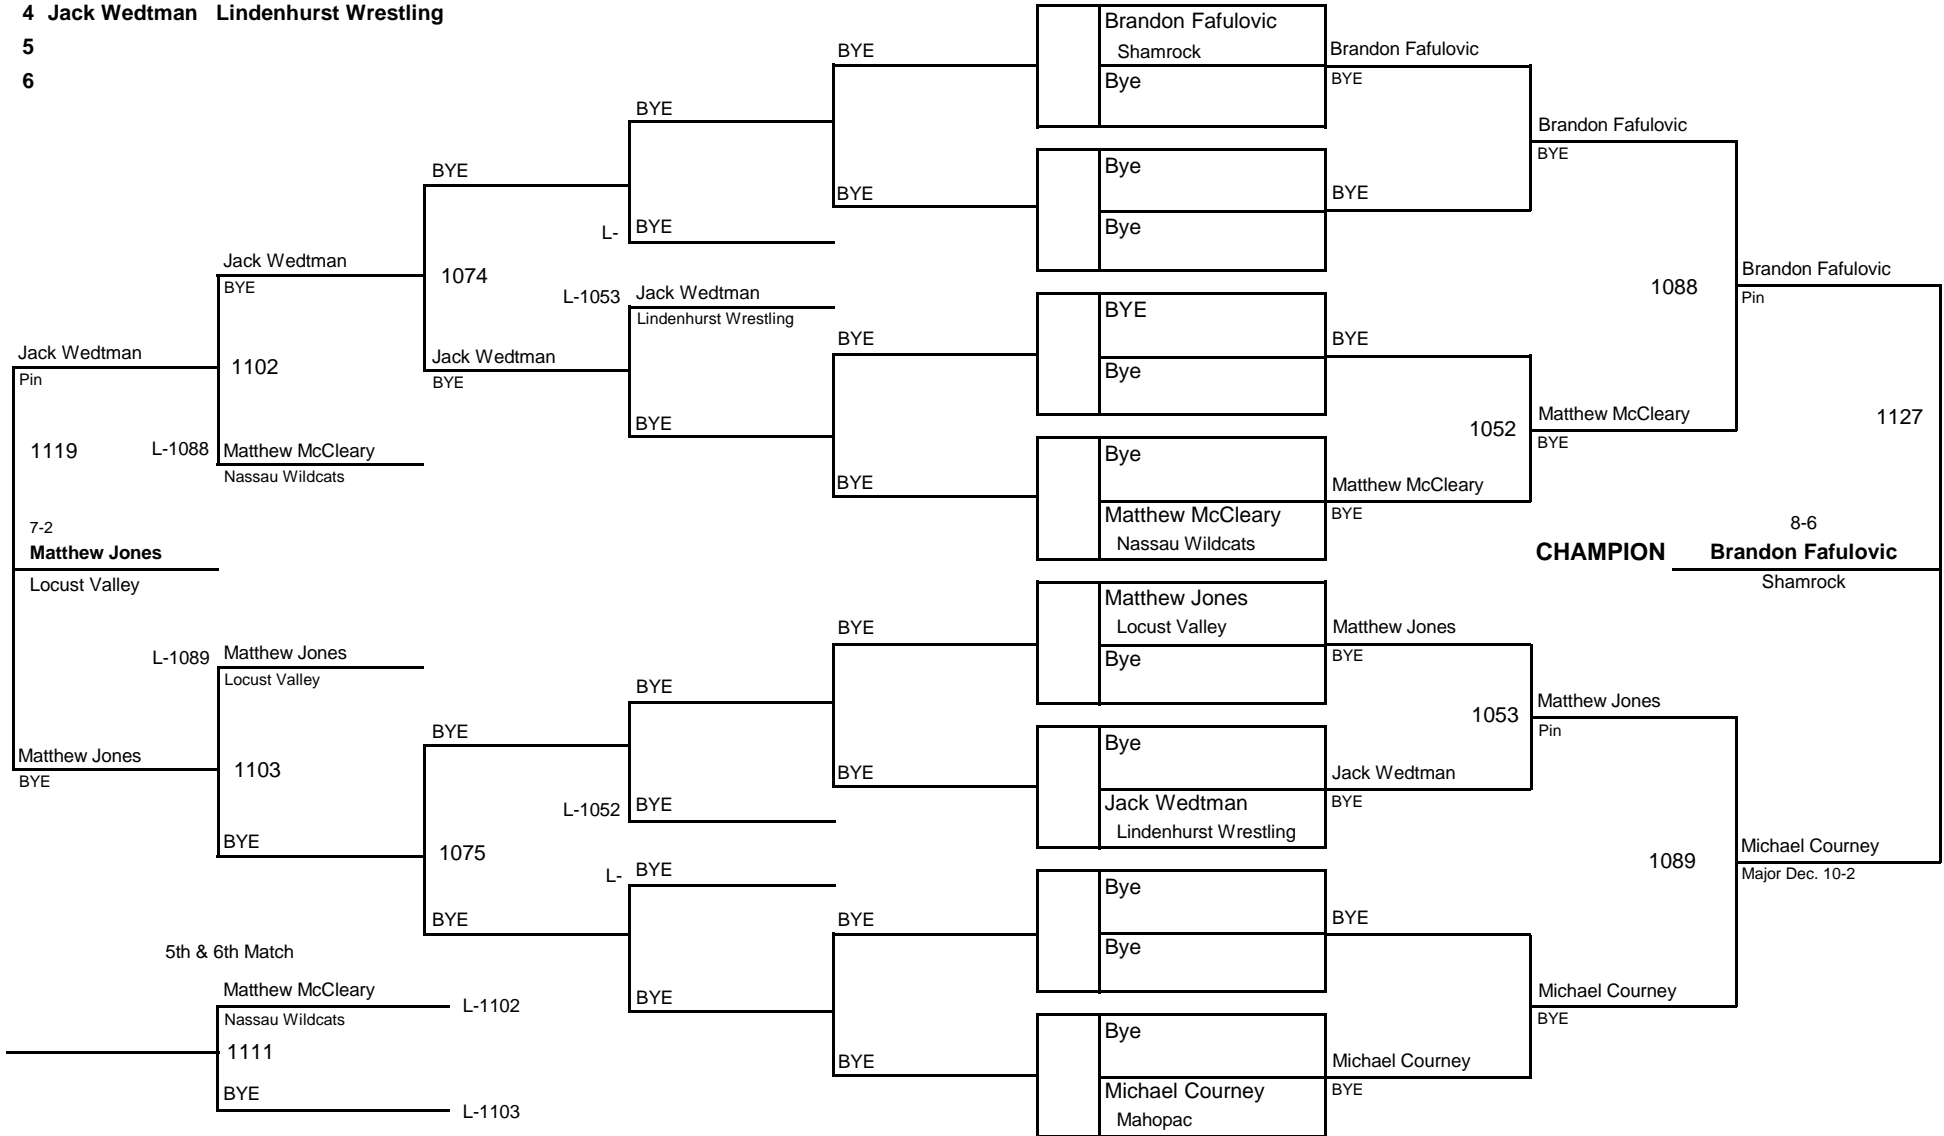 4 Jack Wedtman Lindenhurst Wrestling
5
6
Brandon Fafulovic
Shamrock
Bye
Bye
Bye
BYE
Bye
Bye
Matthew McCleary
Nassau Wildcats
Matthew Jones
Locust Valley
Bye
Bye
Jack Wedtman
Lindenhurst Wrestling
Bye
Bye
Bye
Michael Courney
Mahopac
Brandon Fafulovic
BYE
BYE
BYE
1052
Matthew McCleary
BYE
Matthew Jones
BYE
1053
Jack Wedtman
BYE
BYE
Michael Courney
BYE
Brandon Fafulovic
BYE
1088
Matthew McCleary
BYE
Matthew Jones
Pin
1089
Michael Courney
BYE
Brandon Fafulovic
Pin
1127
8-6
CHAMPION Brandon Fafulovic
Shamrock
Michael Courney
Major Dec. 10-2
BYE
BYE
BYE
BYE
BYE
BYE
BYE
BYE
BYE
L- BYE
L-1053 Jack Wedtman
Lindenhurst Wrestling
BYE
BYE
L-1052 BYE
L- BYE
BYE
BYE
1074
Jack Wedtman
BYE
BYE
1075
BYE
Jack Wedtman
BYE
1102
L-1088 Matthew McCleary
Nassau Wildcats
L-1089 Matthew Jones
Locust Valley
1103
BYE
Jack Wedtman
Pin
1119
7-2
Matthew Jones
Locust Valley
Matthew Jones
BYE
5th & 6th Match
Matthew McCleary L-1102
Nassau Wildcats
1111
BYE L-1103